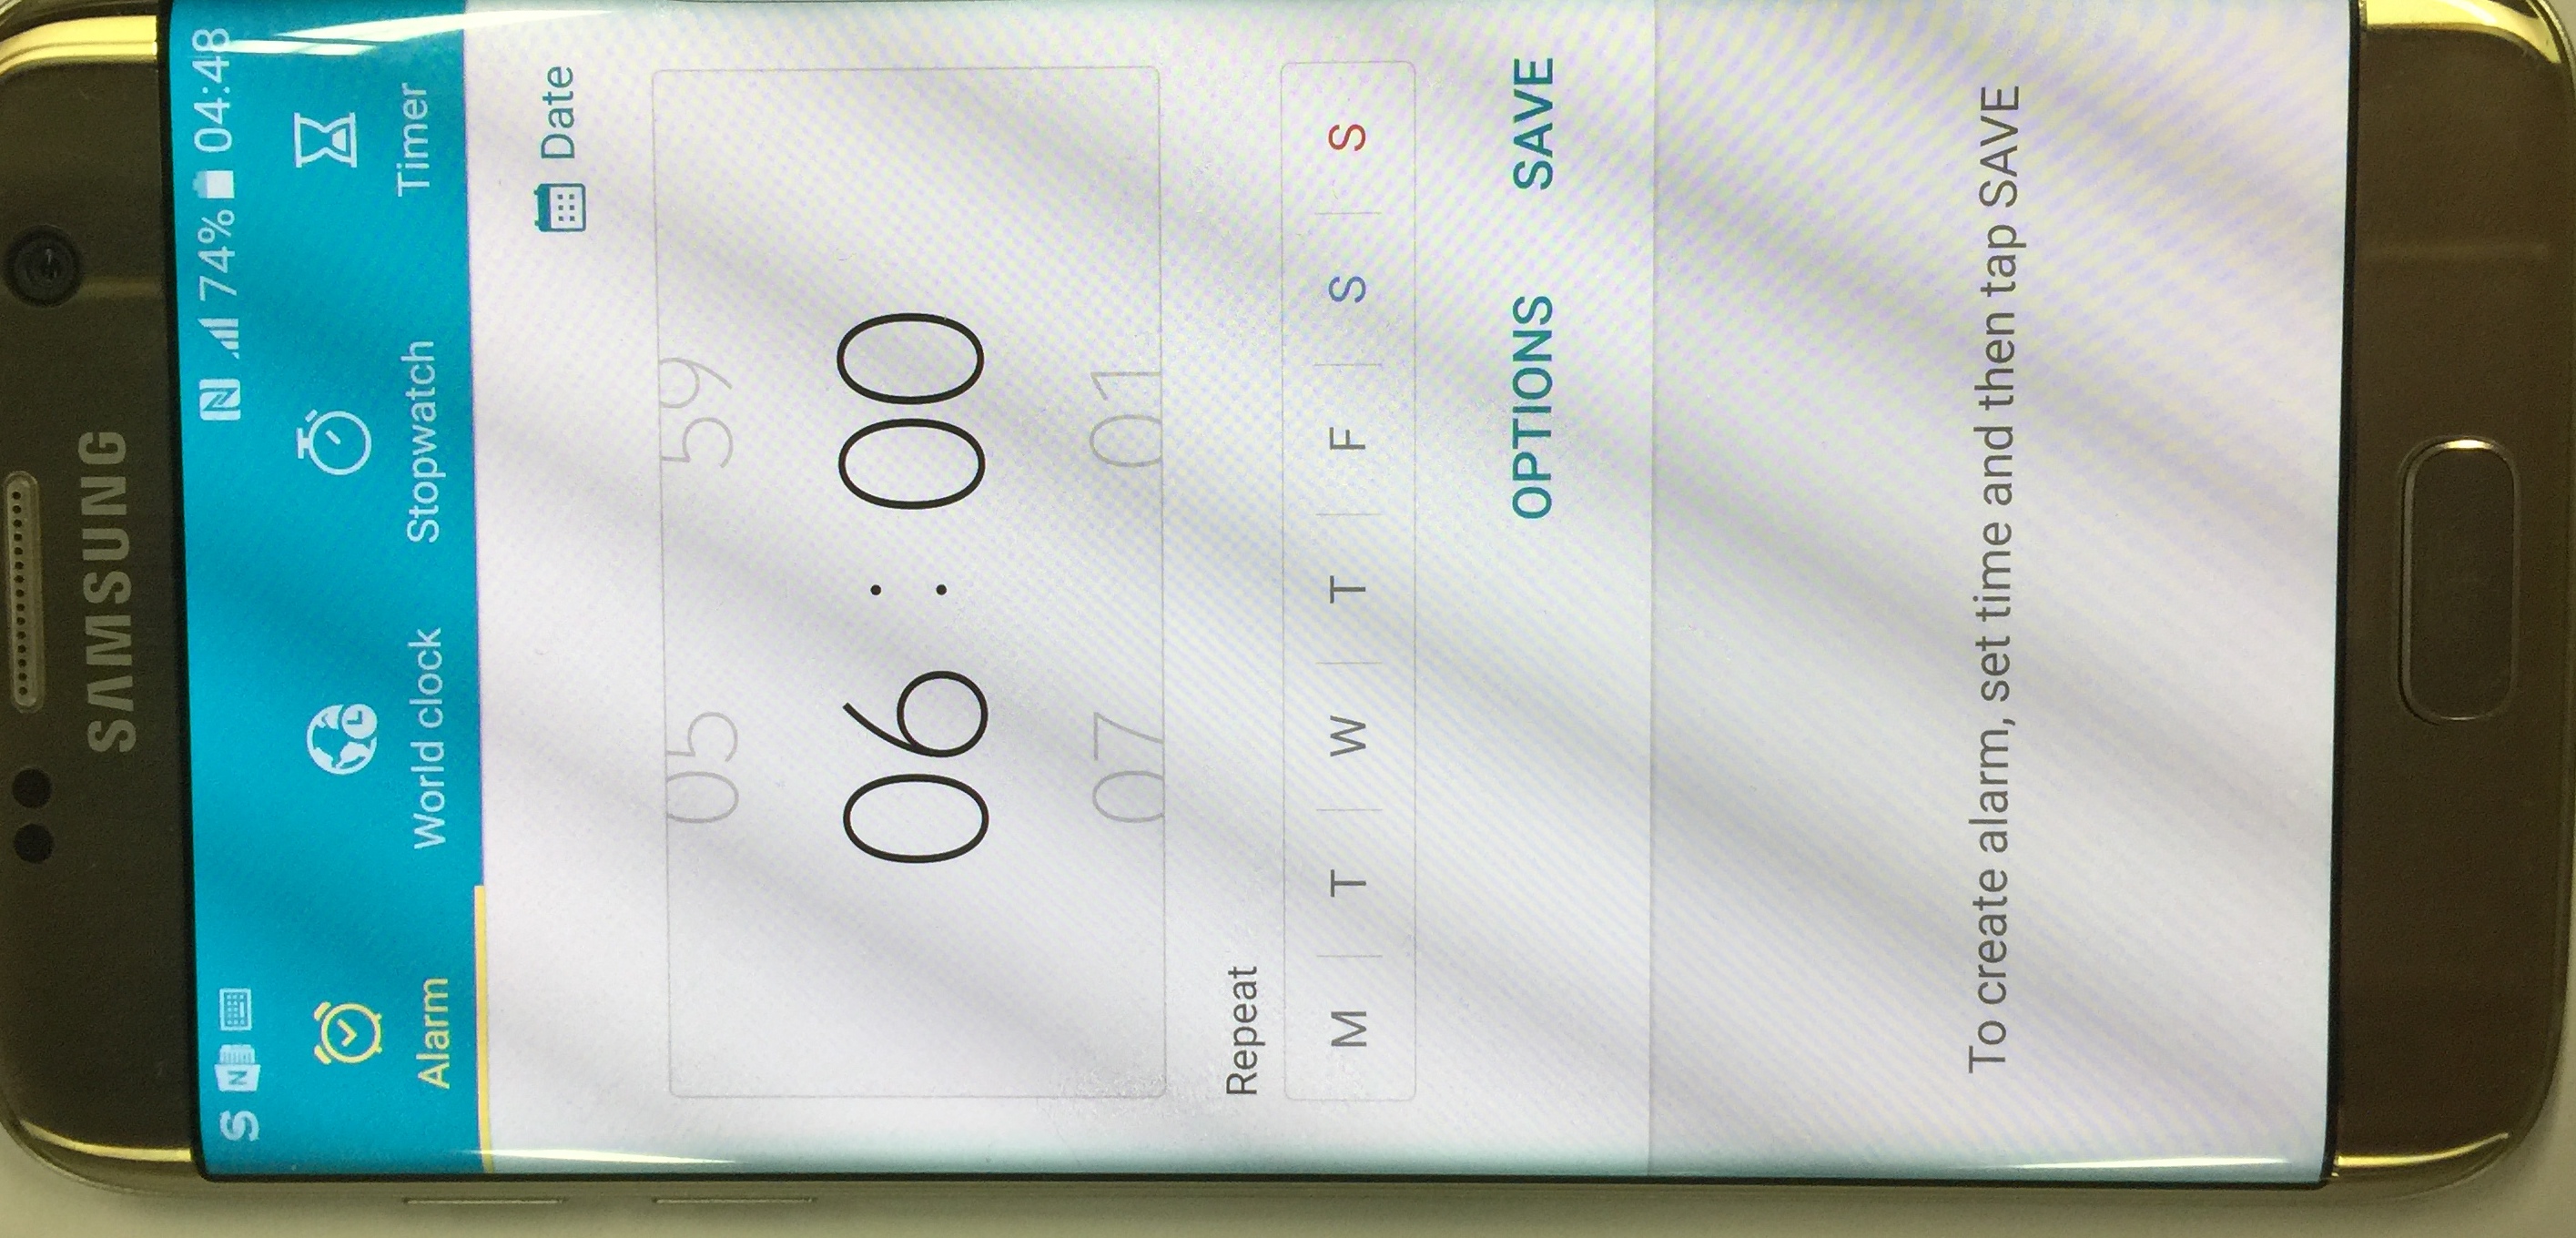 SAMSUNG
S N 74% 04:48
Alarm World clock Stopwatch Timer
Date
05 59
06 : 00
07 01
Repeat
M T W T F S S
OPTIONS SAVE
To create alarm, set time and then tap SAVE